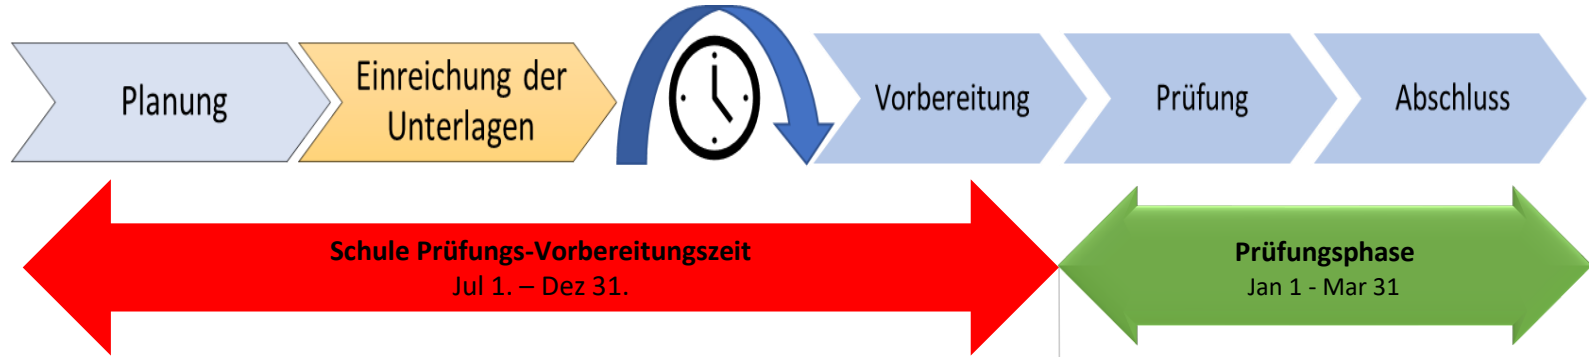 Planung
Einreichung der
Unterlagen
Vorbereitung
Prüfung
Abschluss
Schule Prüfungs-Vorbereitungszeit
Jul 1. – Dez 31.
Prüfungsphase
Jan 1 - Mar 31